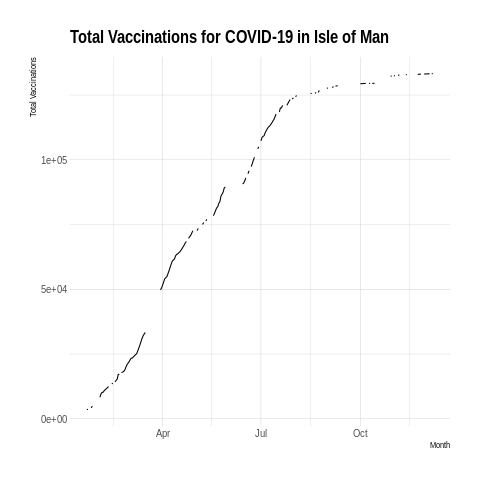 Total Vaccinations for COVID-19 in Isle of Man
Total Vaccinations
1e+05
5e+04
0e+00
Apr Jul Oct
Month